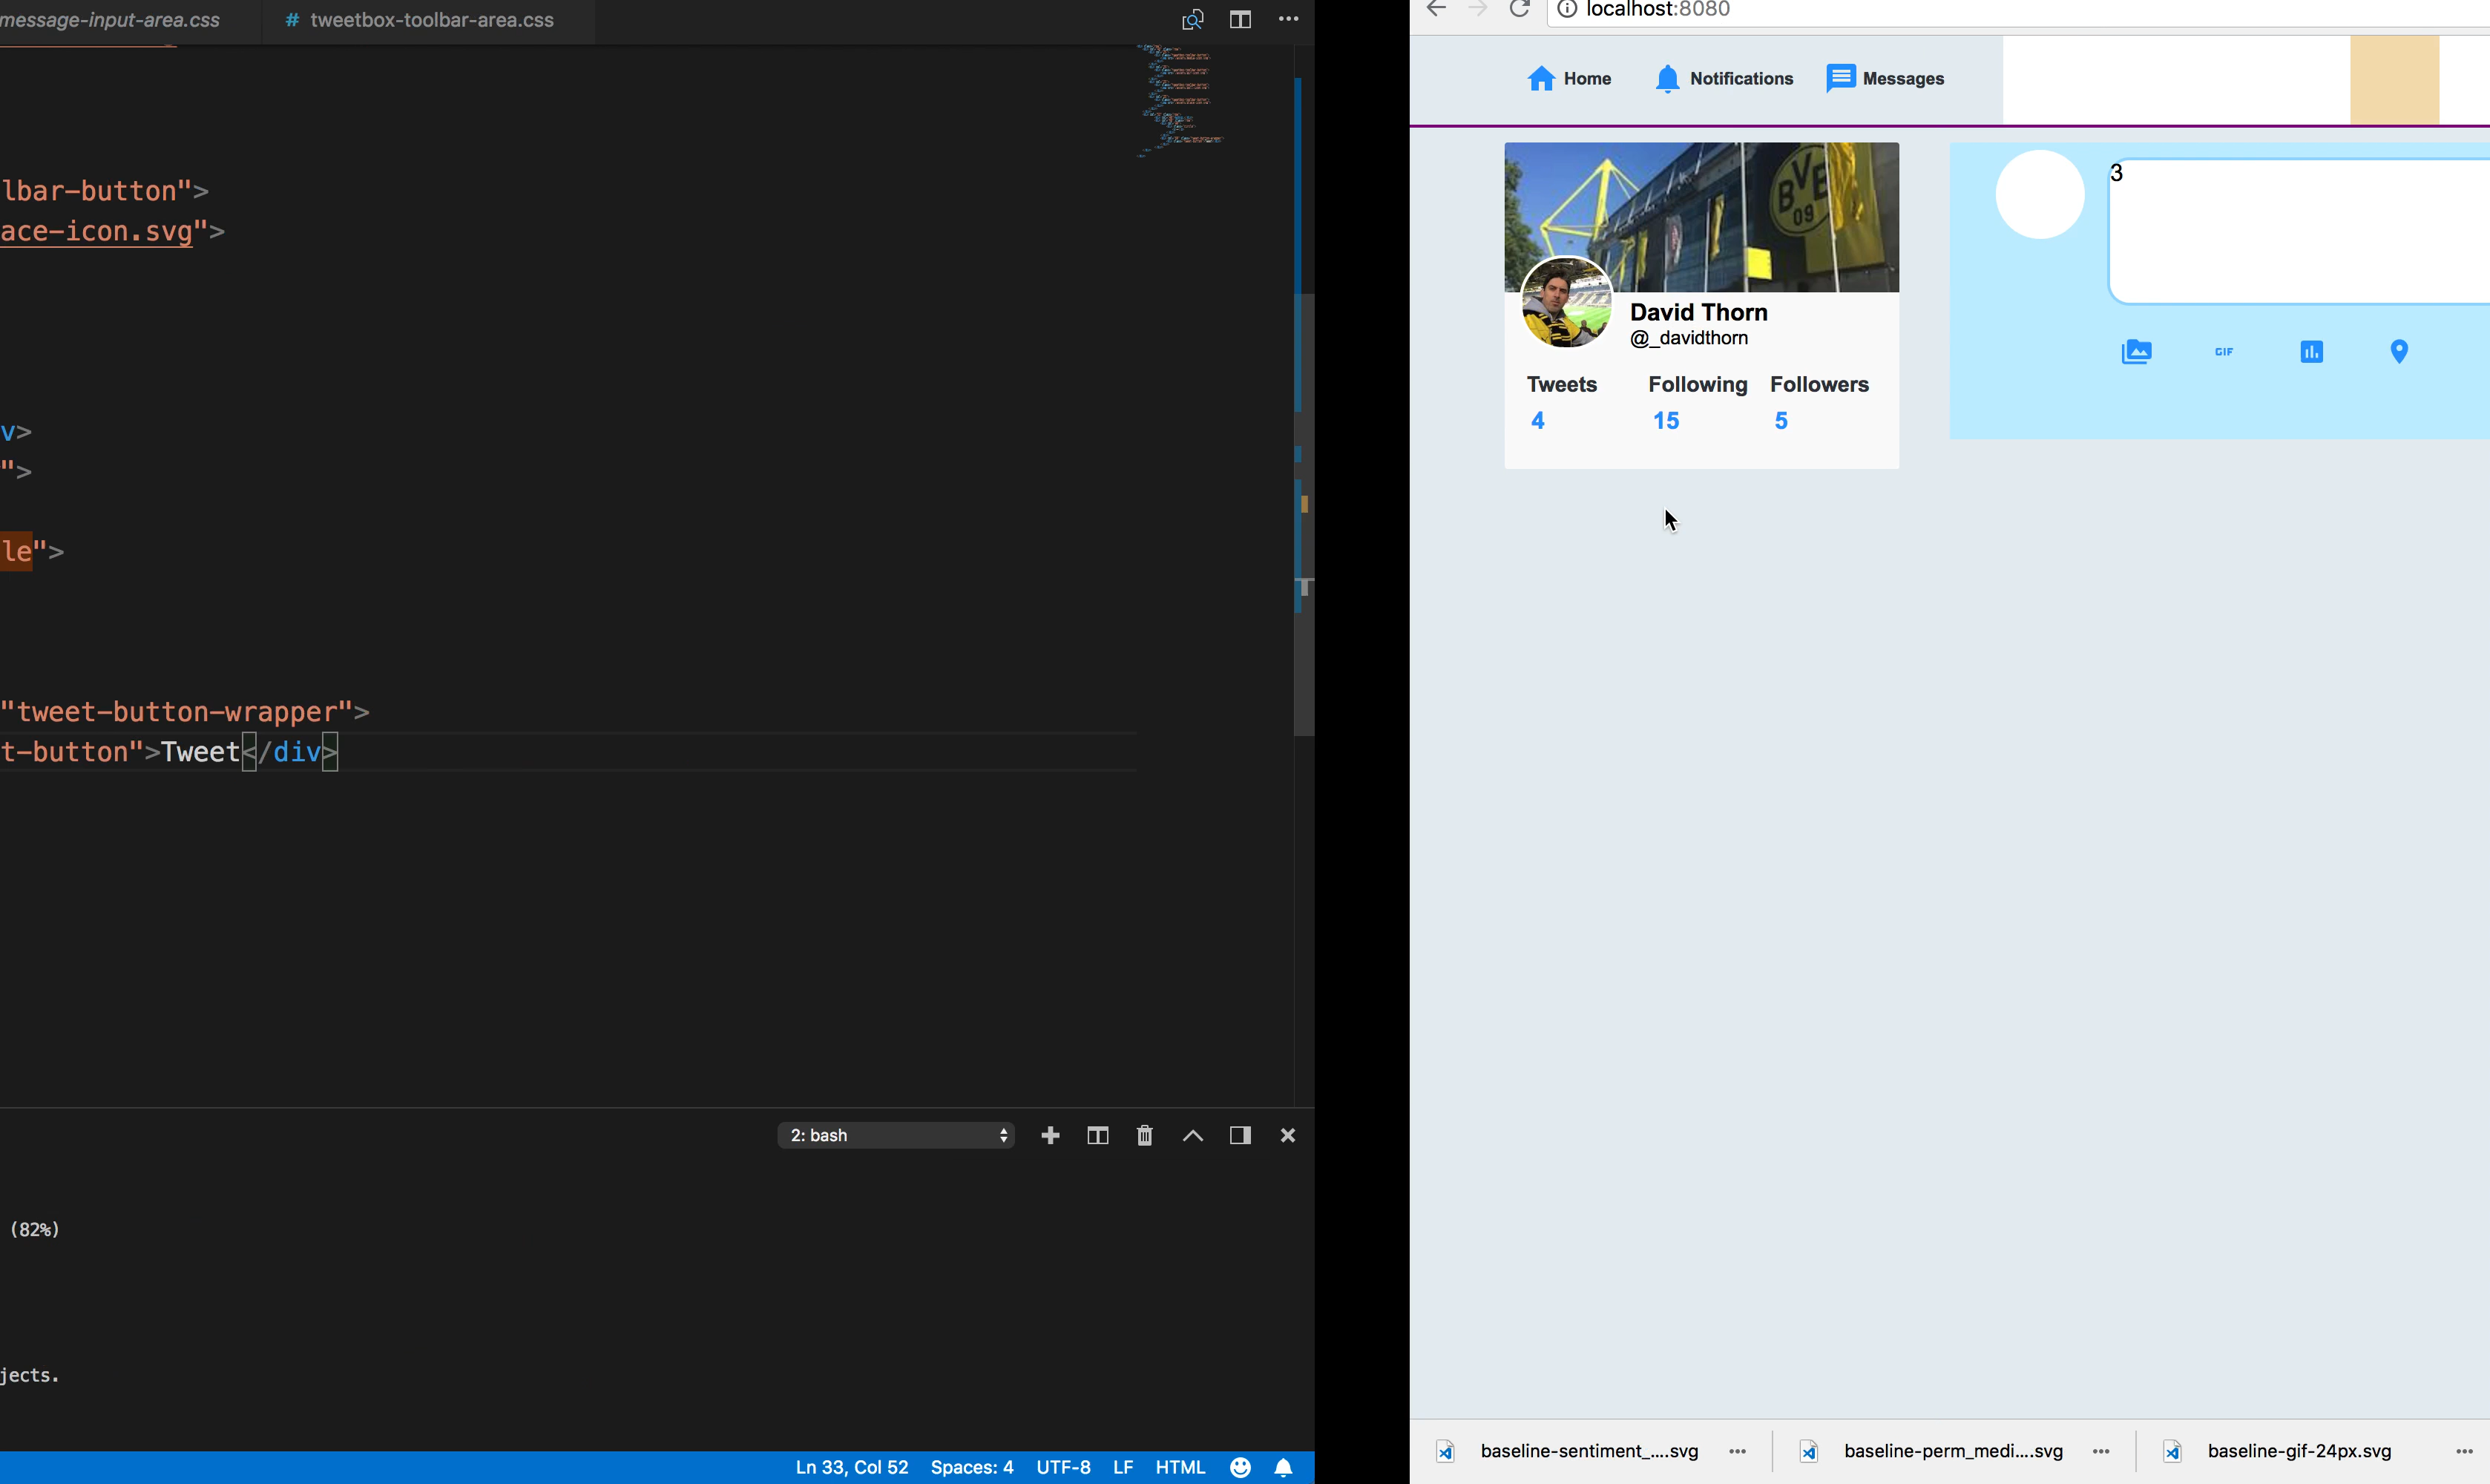 message-input-area.css
# tweetbox-toolbar-area.css
lbar-button">
ace-icon.svg">
v>
">
le">
"tweet-button-wrapper">
t-button">Tweet</div>
2: bash
(82%)
jects.
Ln 33, Col 52 Spaces: 4 UTF-8 LF HTML
localhost:8080
Home Notifications Messages
BVB
09
3
David Thorn
@_davidthorn
GIF
Tweets Following Followers
4 15 5
baseline-sentiment_....svg
baseline-perm_medi....svg
baseline-gif-24px.svg